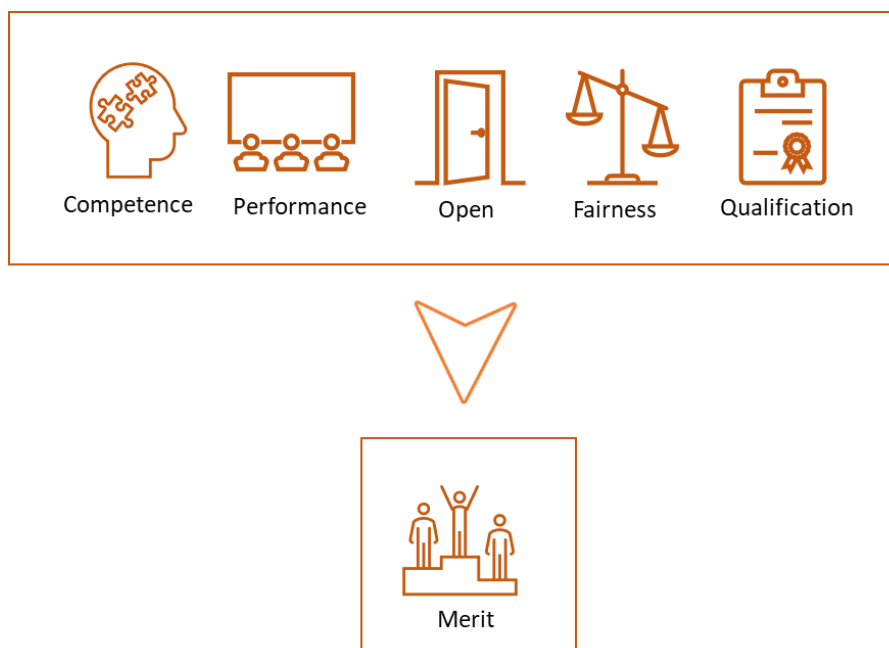 Competence
Performance
Open
Fairness
Qualification
Merit